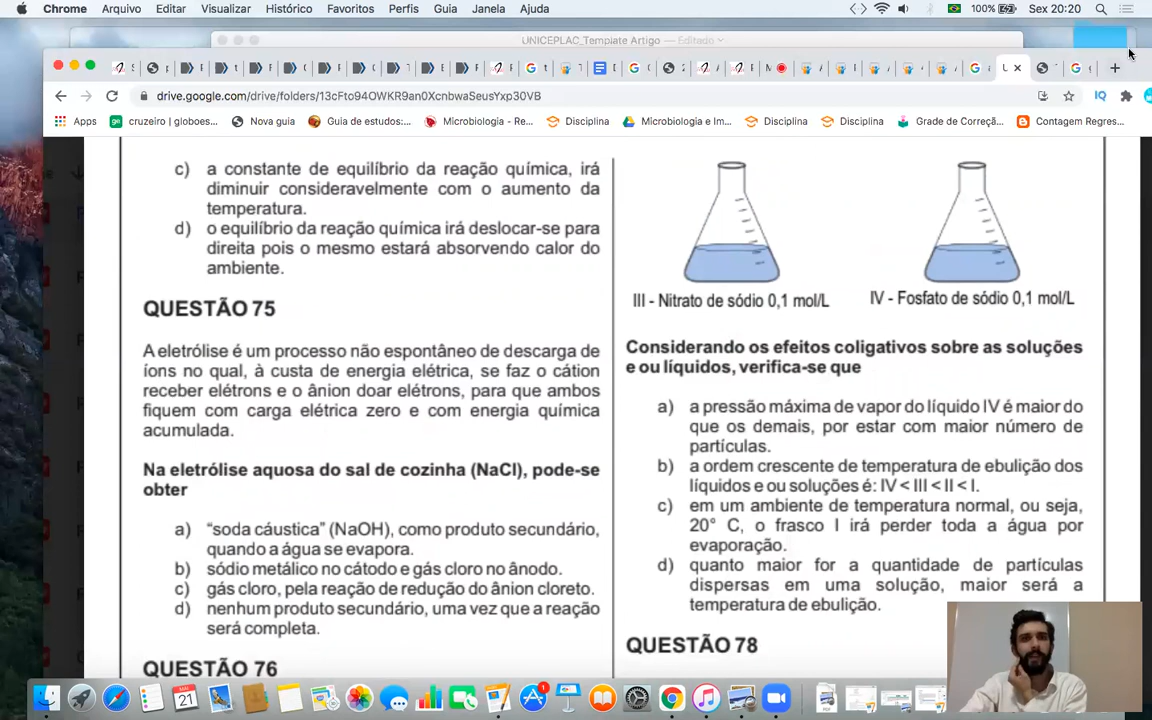 Chrome Arquivo Editar Visualizar Histórico Favoritos Perfis Guia Janela Ajuda 100% Sex 20:20
UNICEPLAC_Template Artigo — Editado
drive.google.com/drive/folders/13cFto94OWKR9an0XcnbwaSeusYxp30VB
Apps cruzeiro | globoes... Nova guia Guia de estudos:... Microbiologia - Re... Disciplina Microbiologia e Im... Disciplina Disciplina Grade de Correçã... Contagem Regres...
c) a constante de equilíbrio da reação química, irá
diminuir consideravelmente com o aumento da
temperatura.
d) o equilíbrio da reação química irá deslocar-se para
direita pois o mesmo estará absorvendo calor do
ambiente.
QUESTÃO 75
A eletrólise é um processo não espontâneo de descarga de
íons no qual, à custa de energia elétrica, se faz o cátion
receber elétrons e o ânion doar elétrons, para que ambos
fiquem com carga elétrica zero e com energia química
acumulada.
Na eletrólise aquosa do sal de cozinha (NaCl), pode-se
obter
a) “soda cáustica” (NaOH), como produto secundário,
quando a água se evapora.
b) sódio metálico no cátodo e gás cloro no ânodo.
c) gás cloro, pela reação de redução do ânion cloreto.
d) nenhum produto secundário, uma vez que a reação
será completa.
QUESTÃO 76
III - Nitrato de sódio 0,1 mol/L
IV - Fosfato de sódio 0,1 mol/L
Considerando os efeitos coligativos sobre as soluções
e ou líquidos, verifica-se que
a) a pressão máxima de vapor do líquido IV é maior do
que os demais, por estar com maior número de
partículas.
b) a ordem crescente de temperatura de ebulição dos
líquidos e ou soluções é: IV < III < II < I.
c) em um ambiente de temperatura normal, ou seja,
20° C, o frasco I irá perder toda a água por
evaporação.
d) quanto maior for a quantidade de partículas
dispersas em uma solução, maior será a
temperatura de ebulição.
QUESTÃO 78